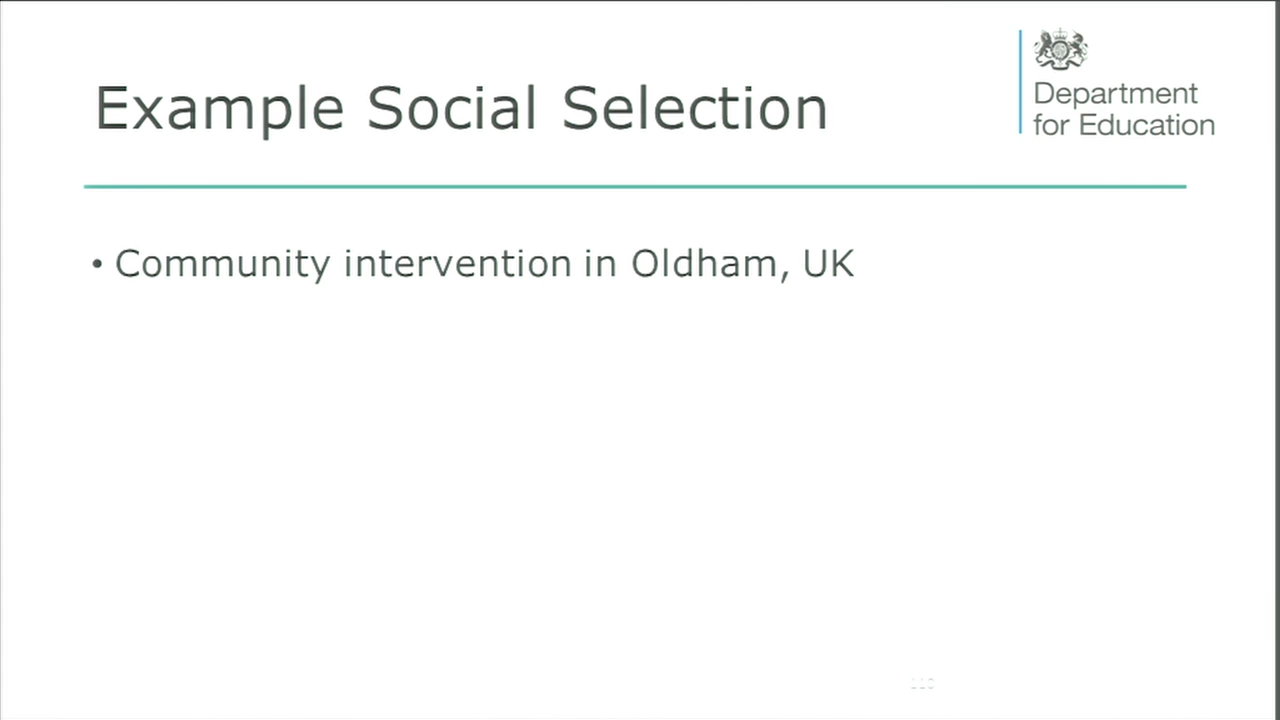 Example Social Selection
Department
for Education
• Community intervention in Oldham, UK